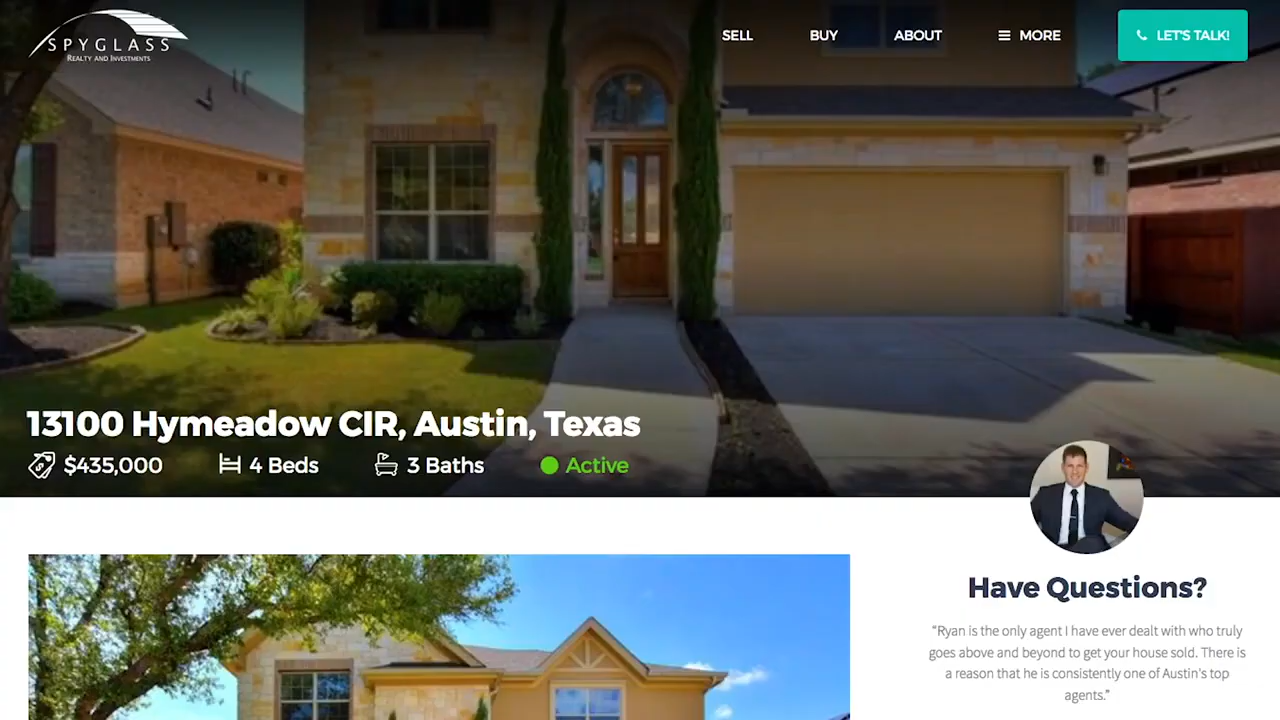 SPYGLASS
REALTY AND INVESTMENTS
SELL
BUY
ABOUT
MORE
LET'S TALK!
13100 Hymeadow CIR, Austin, Texas
$435,000
4 Beds
3 Baths
Active
Have Questions?
“Ryan is the only agent I have ever dealt with who truly
goes above and beyond to get your house sold. There is
a reason that he is consistently one of Austin's top
agents.”